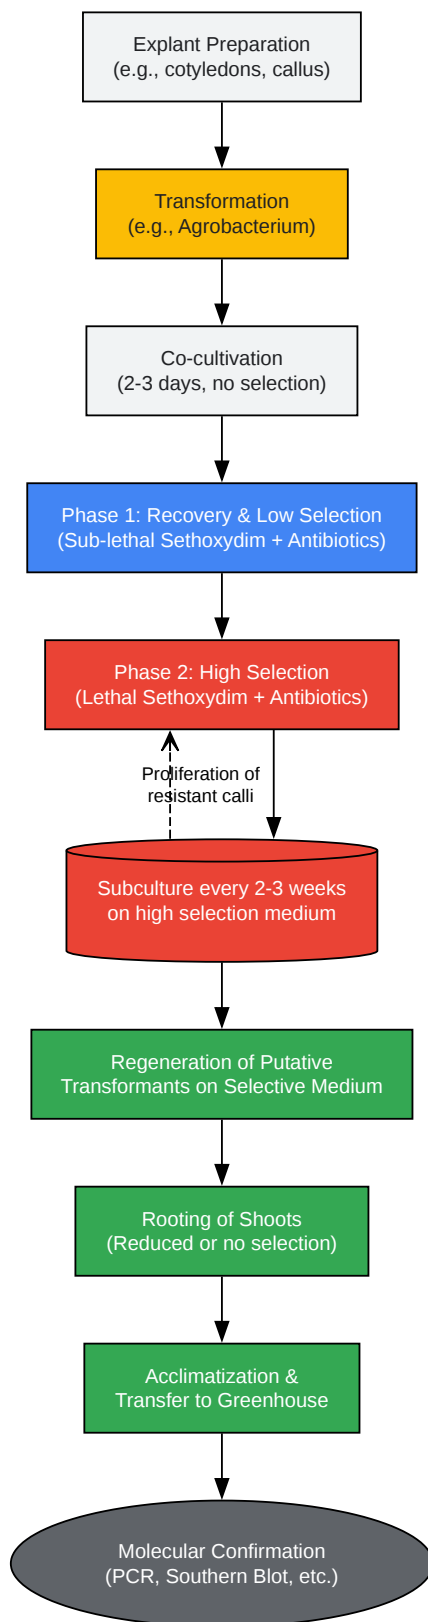 Explant Preparation
(e.g., cotyledons, callus)
Transformation
(e.g., Agrobacterium)
Co-cultivation
(2-3 days, no selection)
Phase 1: Recovery & Low Selection
(Sub-lethal Sethoxydim + Antibiotics)
Phase 2: High Selection
(Lethal Sethoxydim + Antibiotics)
Proliferation of
resistant calli
Subculture every 2-3 weeks
on high selection medium
Regeneration of Putative
Transformants on Selective Medium
Rooting of Shoots
(Reduced or no selection)
Acclimatization &
Transfer to Greenhouse
Molecular Confirmation
(PCR, Southern Blot, etc.)